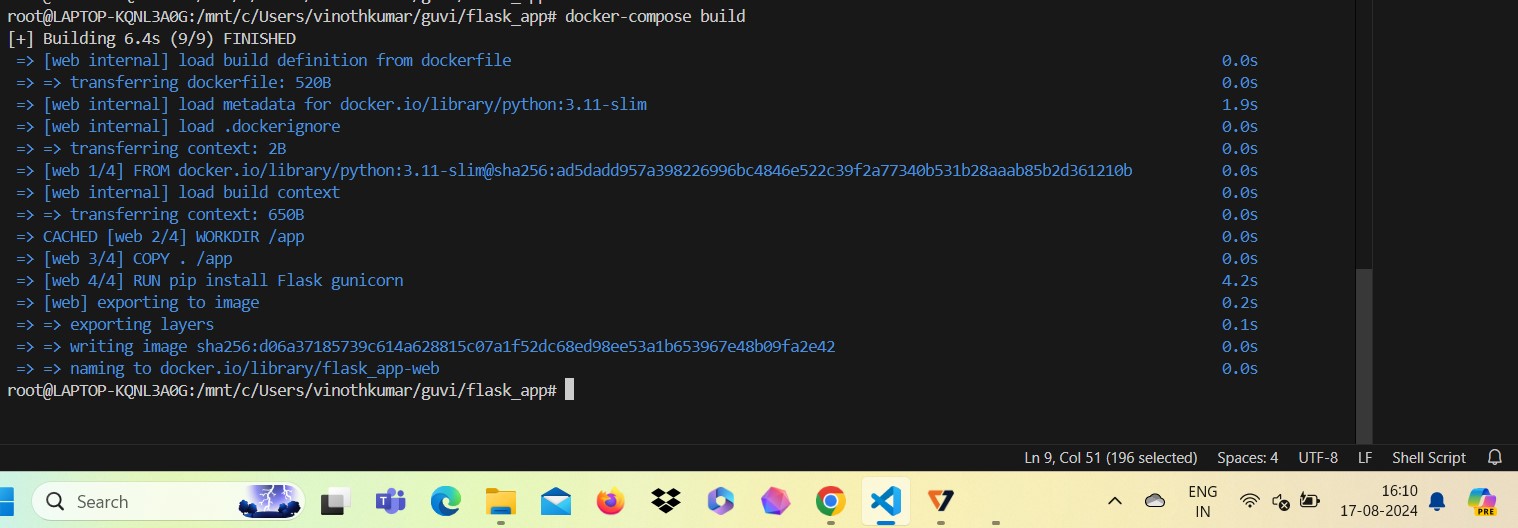 root@LAPTOP-KQNL3A0G:/mnt/c/Users/vinothkumar/guvi/flask_app# docker-compose build
[+] Building 6.4s (9/9) FINISHED
=> [web internal] load build definition from dockerfile 0.0s
=> => transferring dockerfile: 520B 0.0s
=> [web internal] load metadata for docker.io/library/python:3.11-slim 1.9s
=> [web internal] load .dockerignore 0.0s
=> => transferring context: 2B 0.0s
=> [web 1/4] FROM docker.io/library/python:3.11-slim@sha256:ad5dadd957a398226996bc4846e522c39f2a77340b531b28aaab85b2d361210b 0.0s
=> [web internal] load build context 0.0s
=> => transferring context: 650B 0.0s
=> CACHED [web 2/4] WORKDIR /app 0.0s
=> [web 3/4] COPY . /app 0.0s
=> [web 4/4] RUN pip install Flask gunicorn 4.2s
=> [web] exporting to image 0.2s
=> => exporting layers 0.1s
=> => writing image sha256:d06a37185739c614a628815c07a1f52dc68ed98ee53a1b653967e48b09fa2e42 0.0s
=> => naming to docker.io/library/flask_app-web 0.0s
root@LAPTOP-KQNL3A0G:/mnt/c/Users/vinothkumar/guvi/flask_app#
Ln 9, Col 51 (196 selected) Spaces: 4 UTF-8 LF Shell Script
Search
ENG
IN
16:10
17-08-2024
PRE